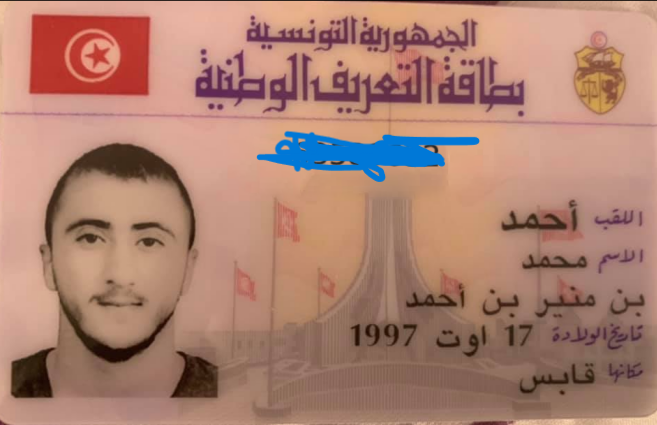 الجمهورية التونسية
بطاقة التعريف الوطنية
اللقب أحمد
الاسم محمد
بن منير بن أحمد
تاريخ الولادة 17 اوت 1997
مكانها قابس